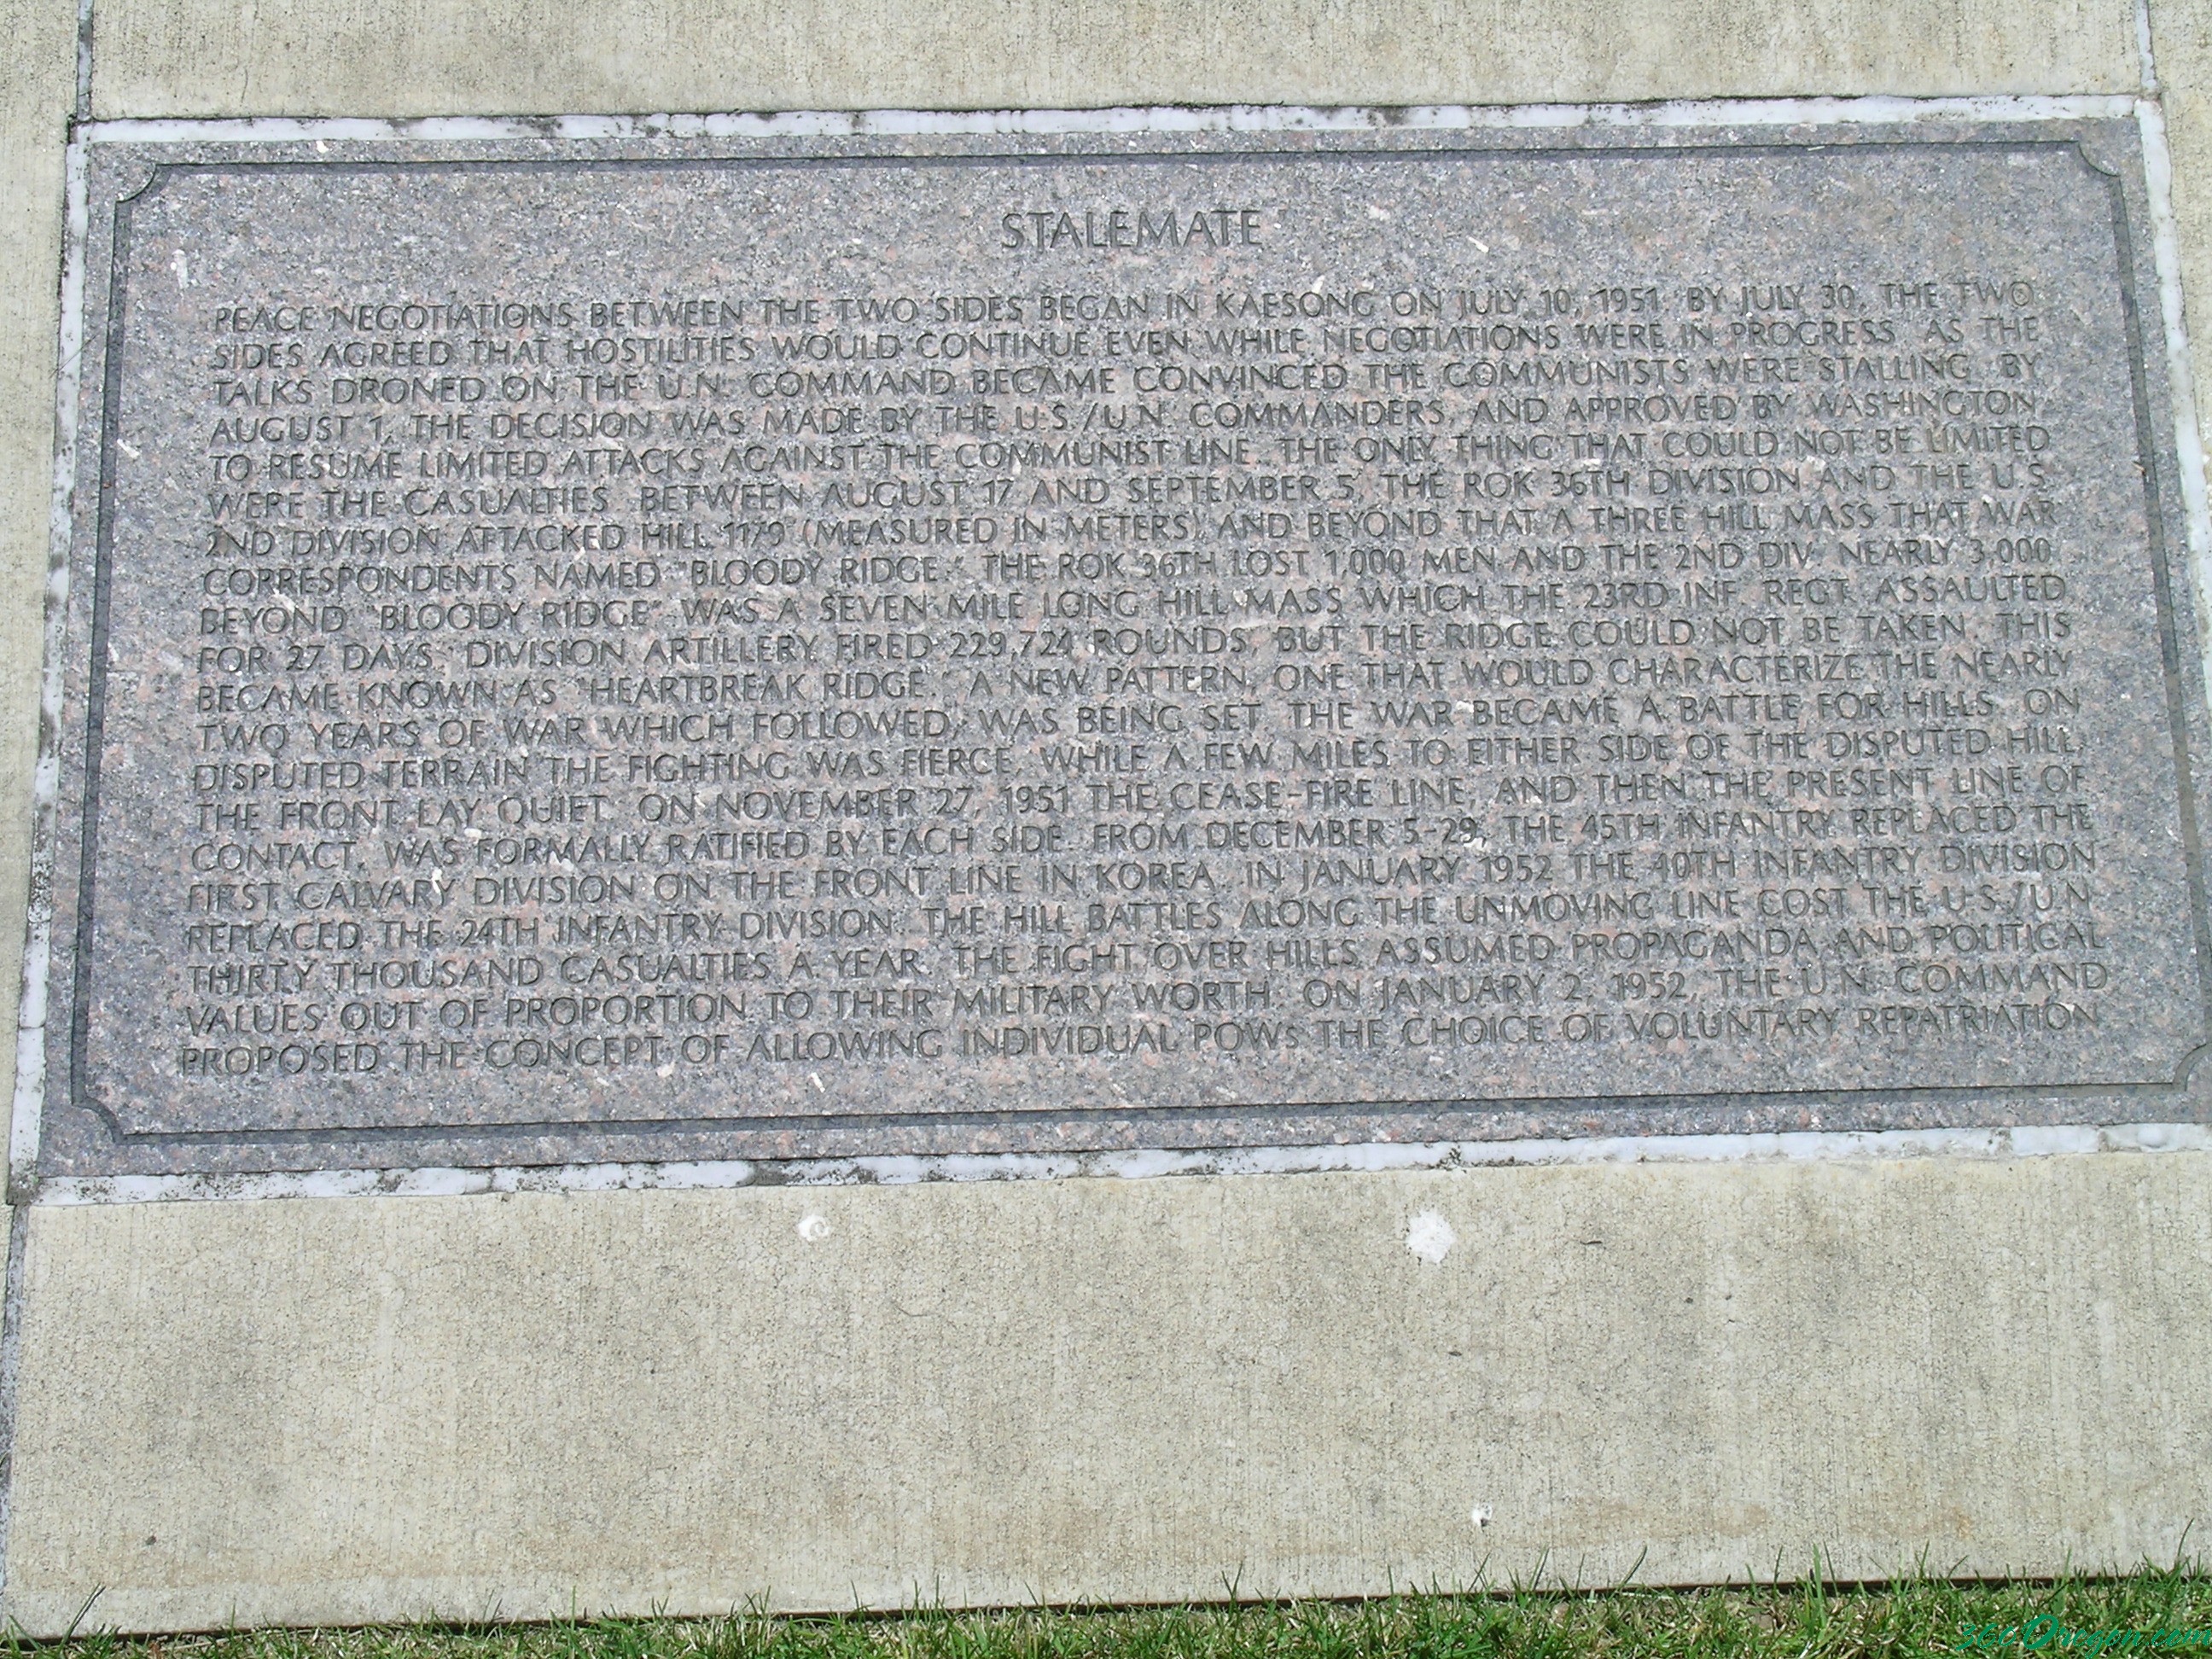 STALEMATE
PEACE NEGOTIATIONS BETWEEN THE TWO SIDES BEGAN IN KAESONG ON JULY 10, 1951. BY JULY 30, THE TWO
SIDES AGREED THAT HOSTILITIES WOULD CONTINUE EVEN WHILE NEGOTIATIONS WERE IN PROGRESS. AS THE
TALKS DRONED ON THE U.N. COMMAND BECAME CONVINCED THE COMMUNISTS WERE STALLING. BY
AUGUST 1, THE DECISION WAS MADE BY THE U.S./U.N. COMMANDERS, AND APPROVED BY WASHINGTON,
TO RESUME LIMITED ATTACKS AGAINST THE COMMUNIST LINE. THE ONLY THING THAT COULD NOT BE LIMITED
WERE THE CASUALTIES. BETWEEN AUGUST 17 AND SEPTEMBER 5, THE ROK 36TH DIVISION AND THE U.S.
2ND DIVISION ATTACKED HILL 1179 (MEASURED IN METERS) AND BEYOND THAT A THREE HILL MASS THAT WAR
CORRESPONDENTS NAMED "BLOODY RIDGE." THE ROK 36TH LOST 1,000 MEN AND THE 2ND DIV. NEARLY 3,000.
BEYOND "BLOODY RIDGE" WAS A SEVEN MILE LONG HILL MASS WHICH THE 23RD INF. REGT. ASSAULTED
FOR 27 DAYS. DIVISION ARTILLERY FIRED 229,724 ROUNDS, BUT THE RIDGE COULD NOT BE TAKEN. THIS
BECAME KNOWN AS "HEARTBREAK RIDGE." A NEW PATTERN, ONE THAT WOULD CHARACTERIZE THE NEARLY
TWO YEARS OF WAR WHICH FOLLOWED, WAS BEING SET. THE WAR BECAME A BATTLE FOR HILLS. ON
DISPUTED TERRAIN THE FIGHTING WAS FIERCE, WHILE A FEW MILES TO EITHER SIDE OF THE DISPUTED HILL,
THE FRONT LAY QUIET. ON NOVEMBER 27, 1951 THE CEASE-FIRE LINE, AND THEN THE PRESENT LINE OF
CONTACT, WAS FORMALLY RATIFIED BY EACH SIDE. FROM DECEMBER 5-29, THE 45TH INFANTRY REPLACED THE
FIRST CALVARY DIVISION ON THE FRONT LINE IN KOREA. IN JANUARY 1952 THE 40TH INFANTRY DIVISION
REPLACED THE 24TH INFANTRY DIVISION. THE HILL BATTLES ALONG THE UNMOVING LINE COST THE U.S./U.N.
THIRTY THOUSAND CASUALTIES A YEAR. THE FIGHT OVER HILLS ASSUMED PROPAGANDA AND POLITICAL
VALUES OUT OF PROPORTION TO THEIR MILITARY WORTH. ON JANUARY 2, 1952, THE U.N. COMMAND
PROPOSED THE CONCEPT OF ALLOWING INDIVIDUAL POWs THE CHOICE OF VOLUNTARY REPATRIATION.
360Oregon.com